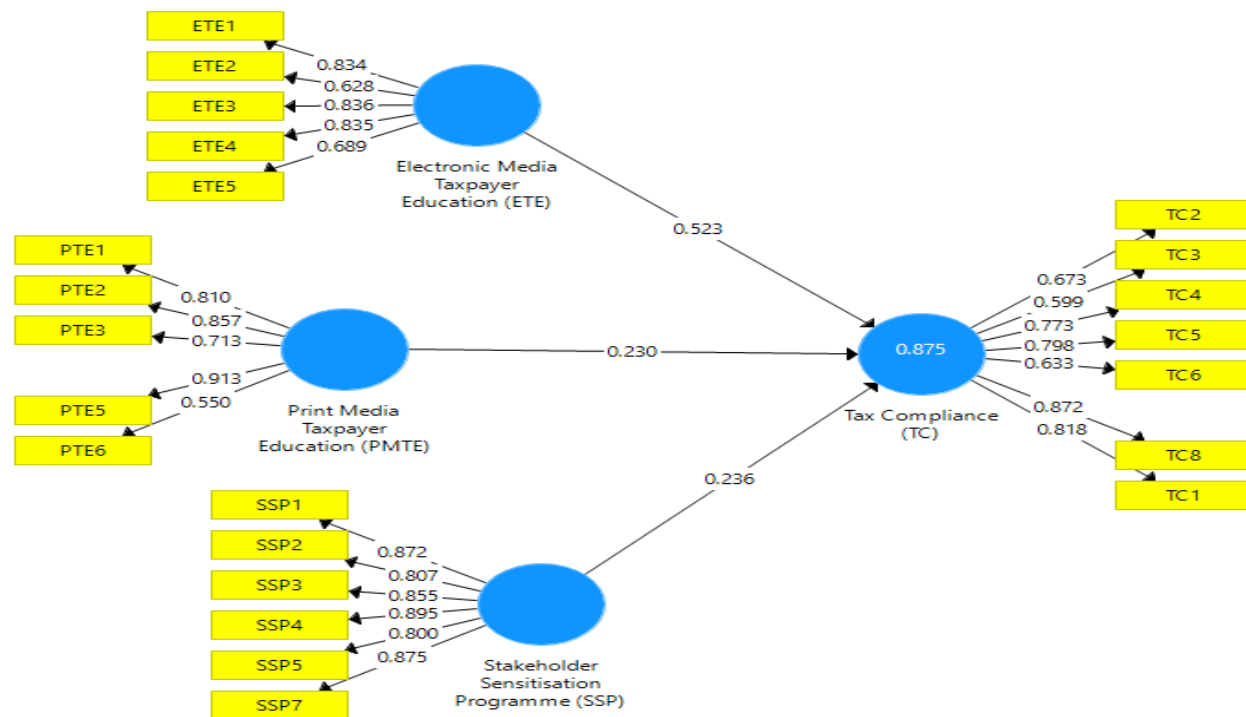 ETE1
ETE2
ETE3
ETE4
ETE5
0.834
0.628
0.836
0.835
0.689
Electronic Media
Taxpayer
Education (ETE)
0.523
PTE1
PTE2
PTE3
PTE5
PTE6
0.810
0.857
0.713
0.913
0.550
Print Media
Taxpayer
Education (PMTE)
0.230
SSP1
SSP2
SSP3
SSP4
SSP5
SSP7
0.872
0.807
0.855
0.895
0.800
0.875
Stakeholder
Sensitisation
Programme (SSP)
0.236
0.875
Tax Compliance
(TC)
0.673
0.599
0.773
0.798
0.633
0.872
0.818
TC2
TC3
TC4
TC5
TC6
TC8
TC1